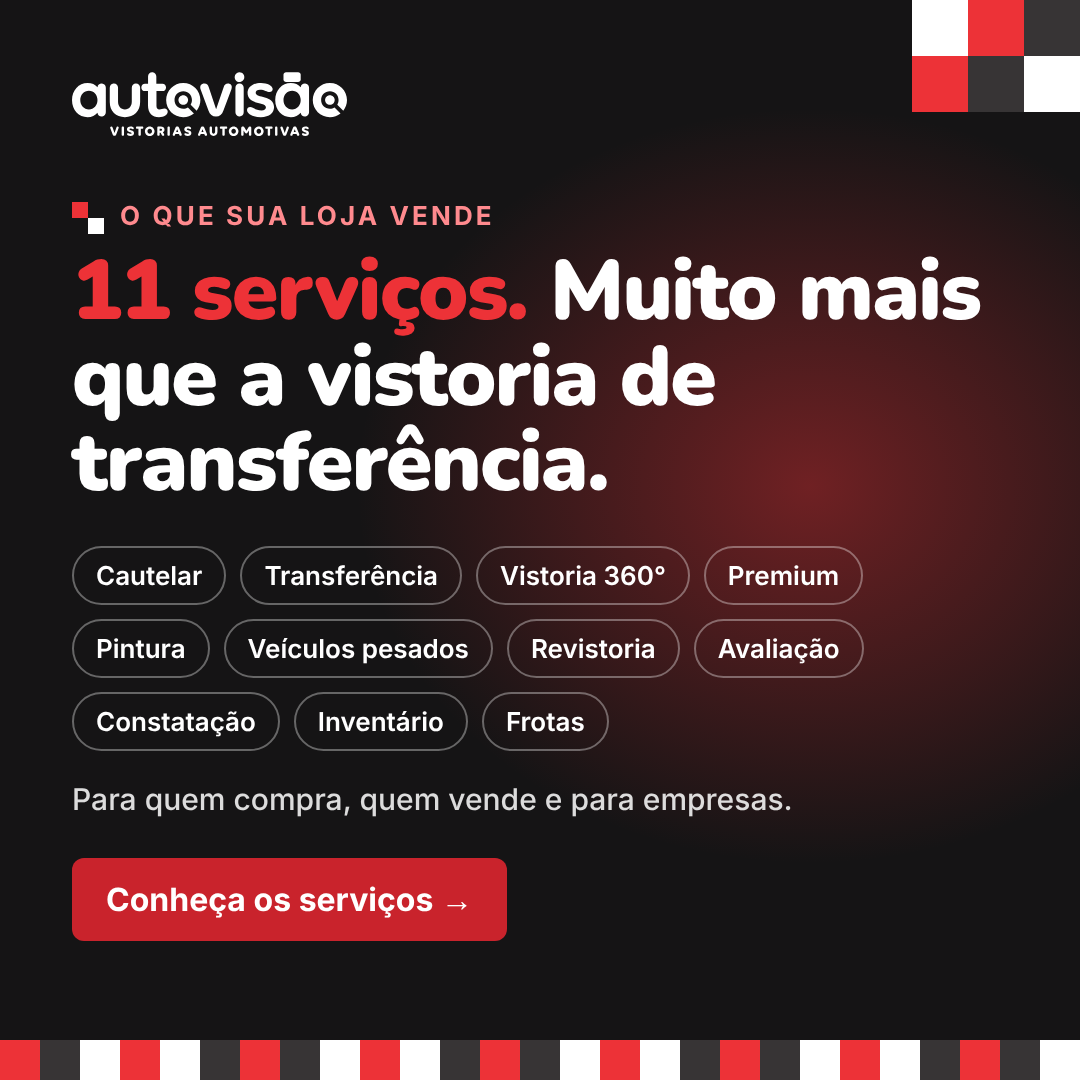 autovisão
VISTORIAS AUTOMOTIVAS
O QUE SUA LOJA VENDE
11 serviços. Muito mais
que a vistoria de
transferência.
Cautelar Transferência Vistoria 360° Premium
Pintura Veículos pesados Revistoria Avaliação
Constatação Inventário Frotas
Para quem compra, quem vende e para empresas.
Conheça os serviços →